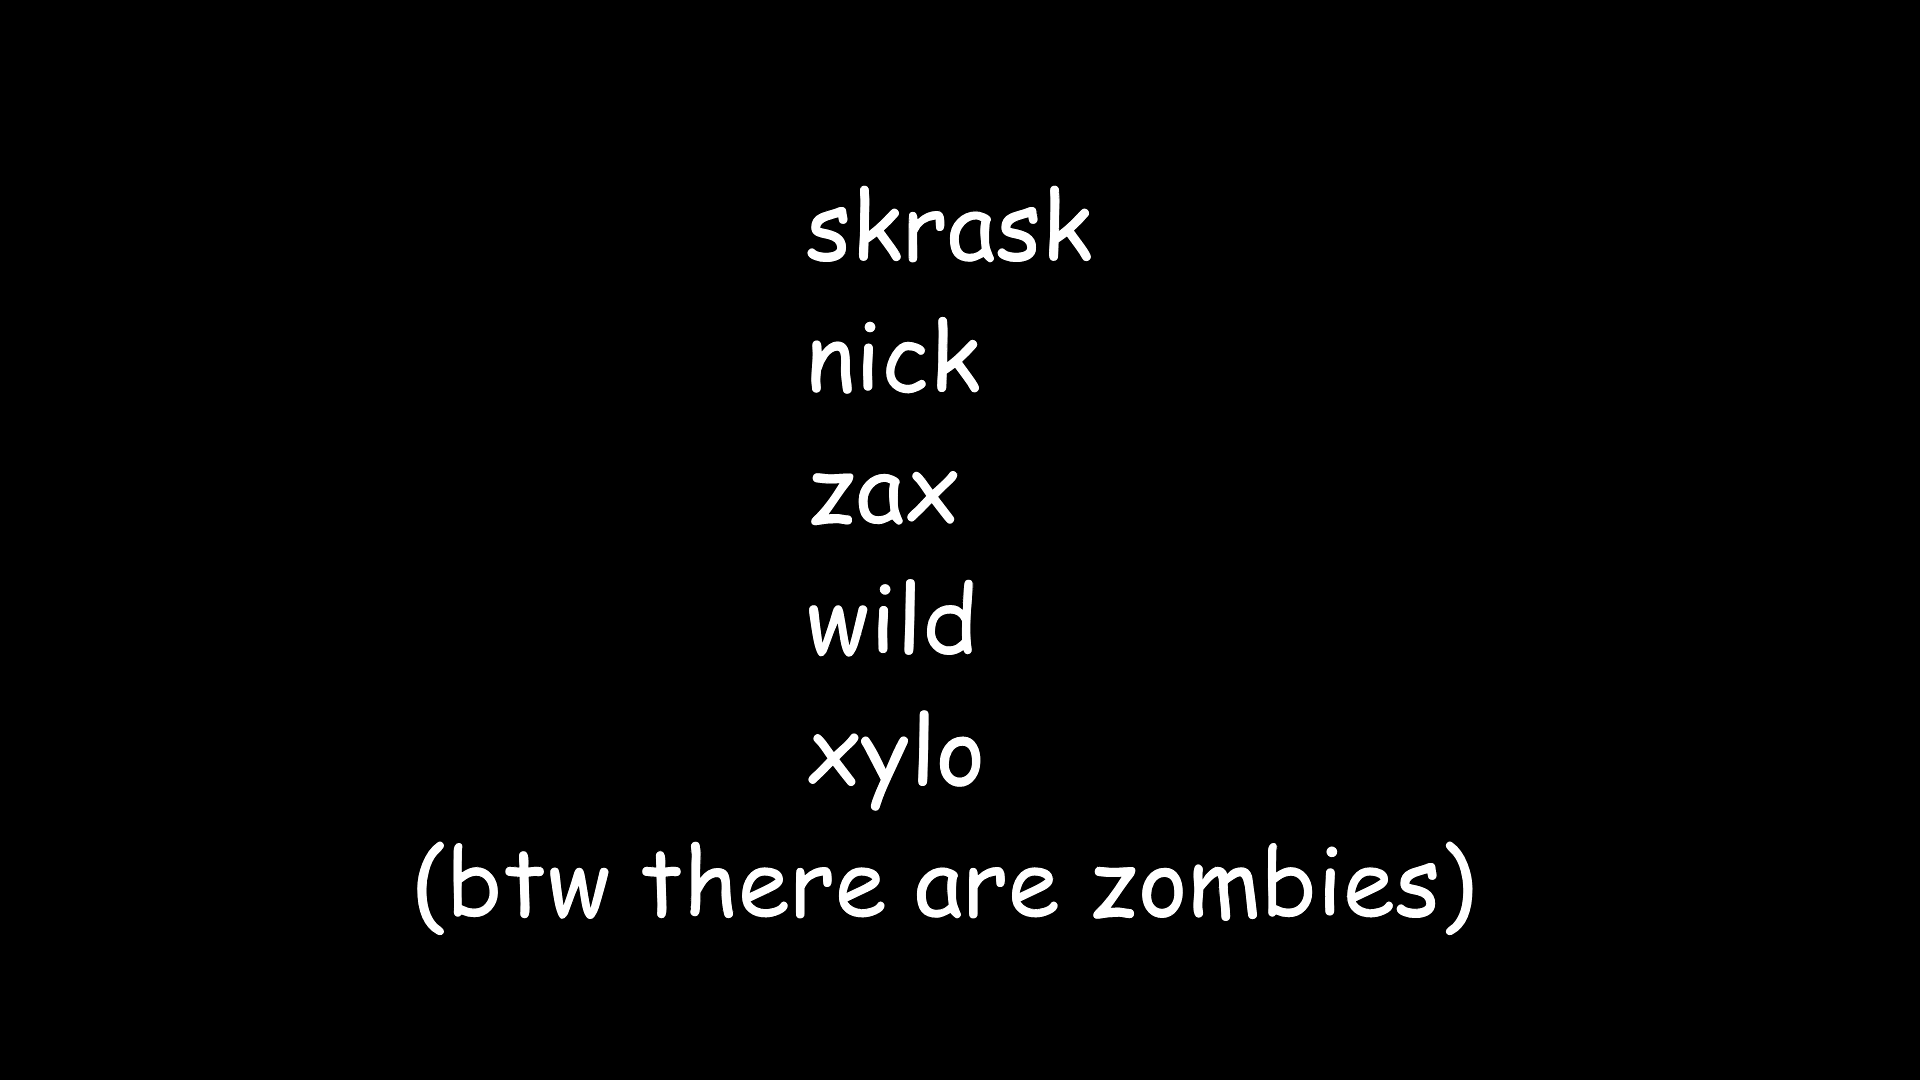 skrask
nick
zax
wild
xylo
(btw there are zombies)